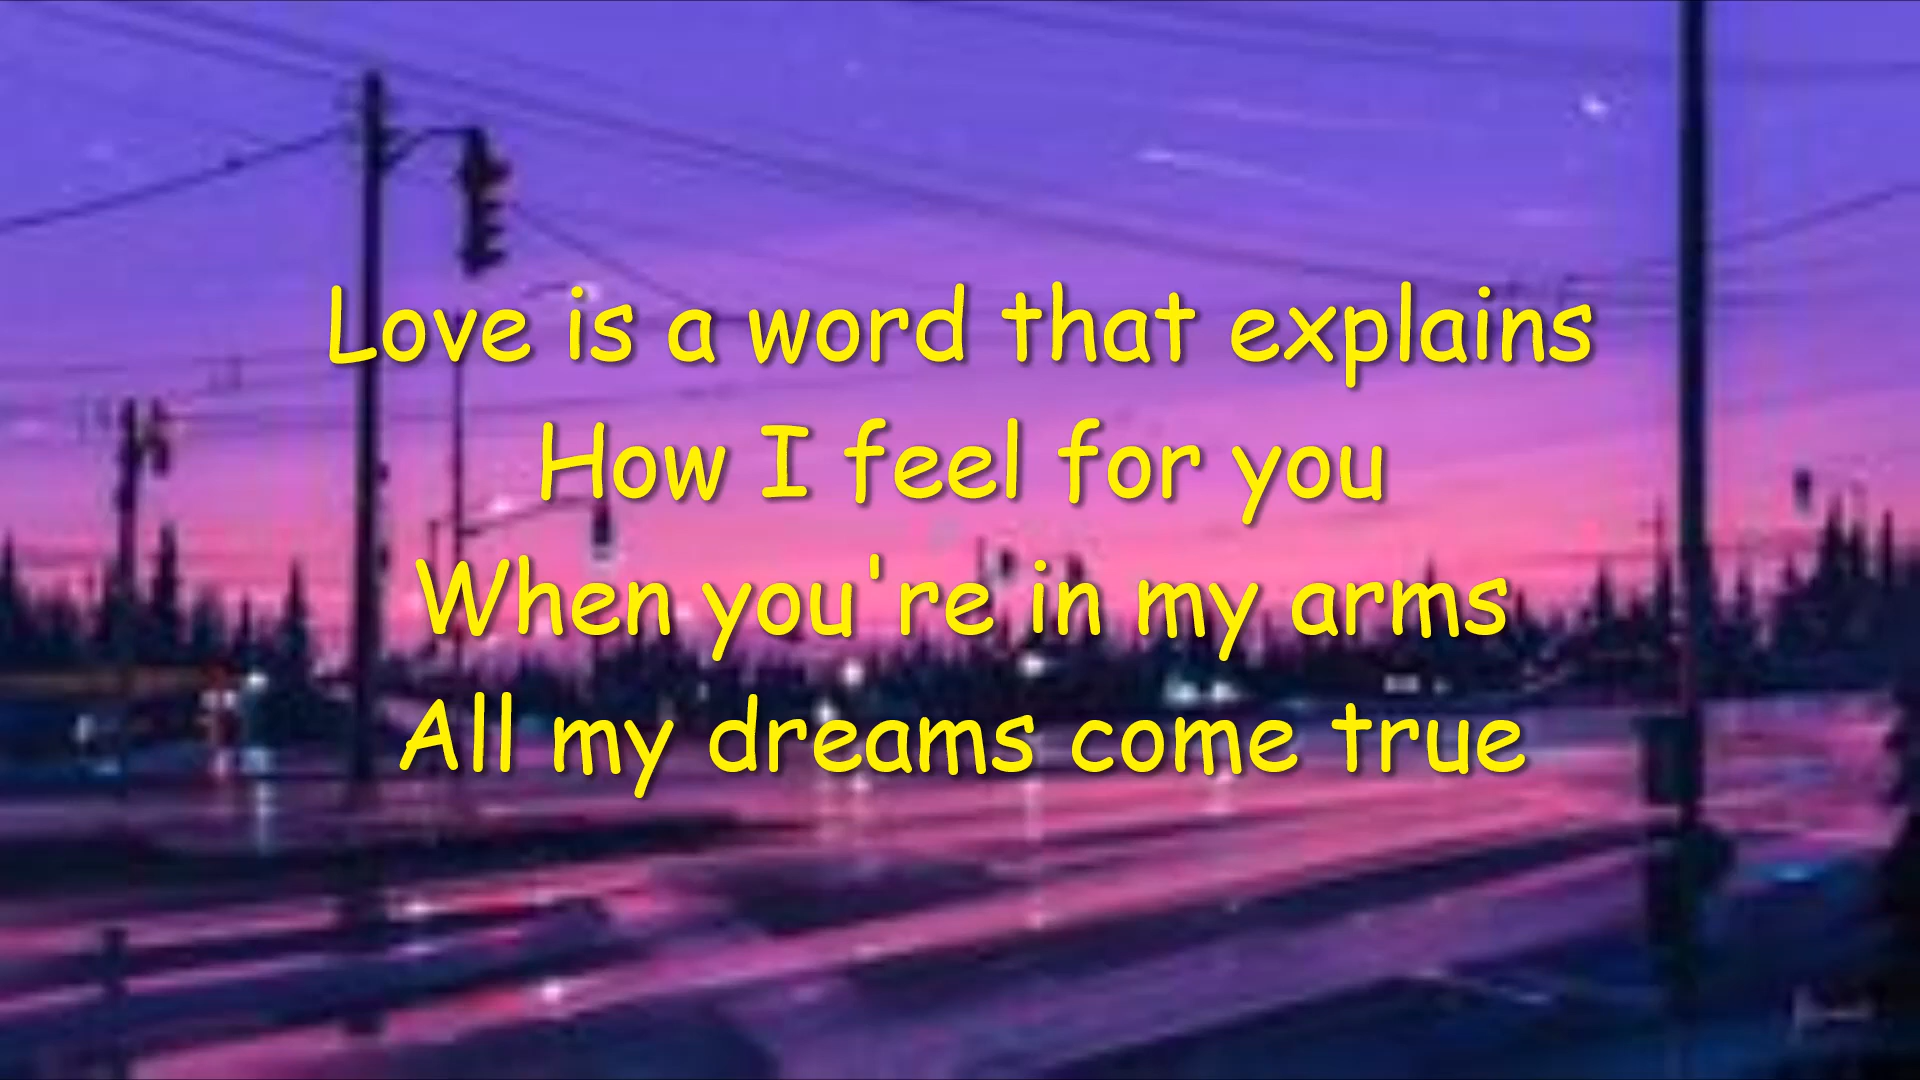 Love is a word that explains
How I feel for you
When you're in my arms
All my dreams come true